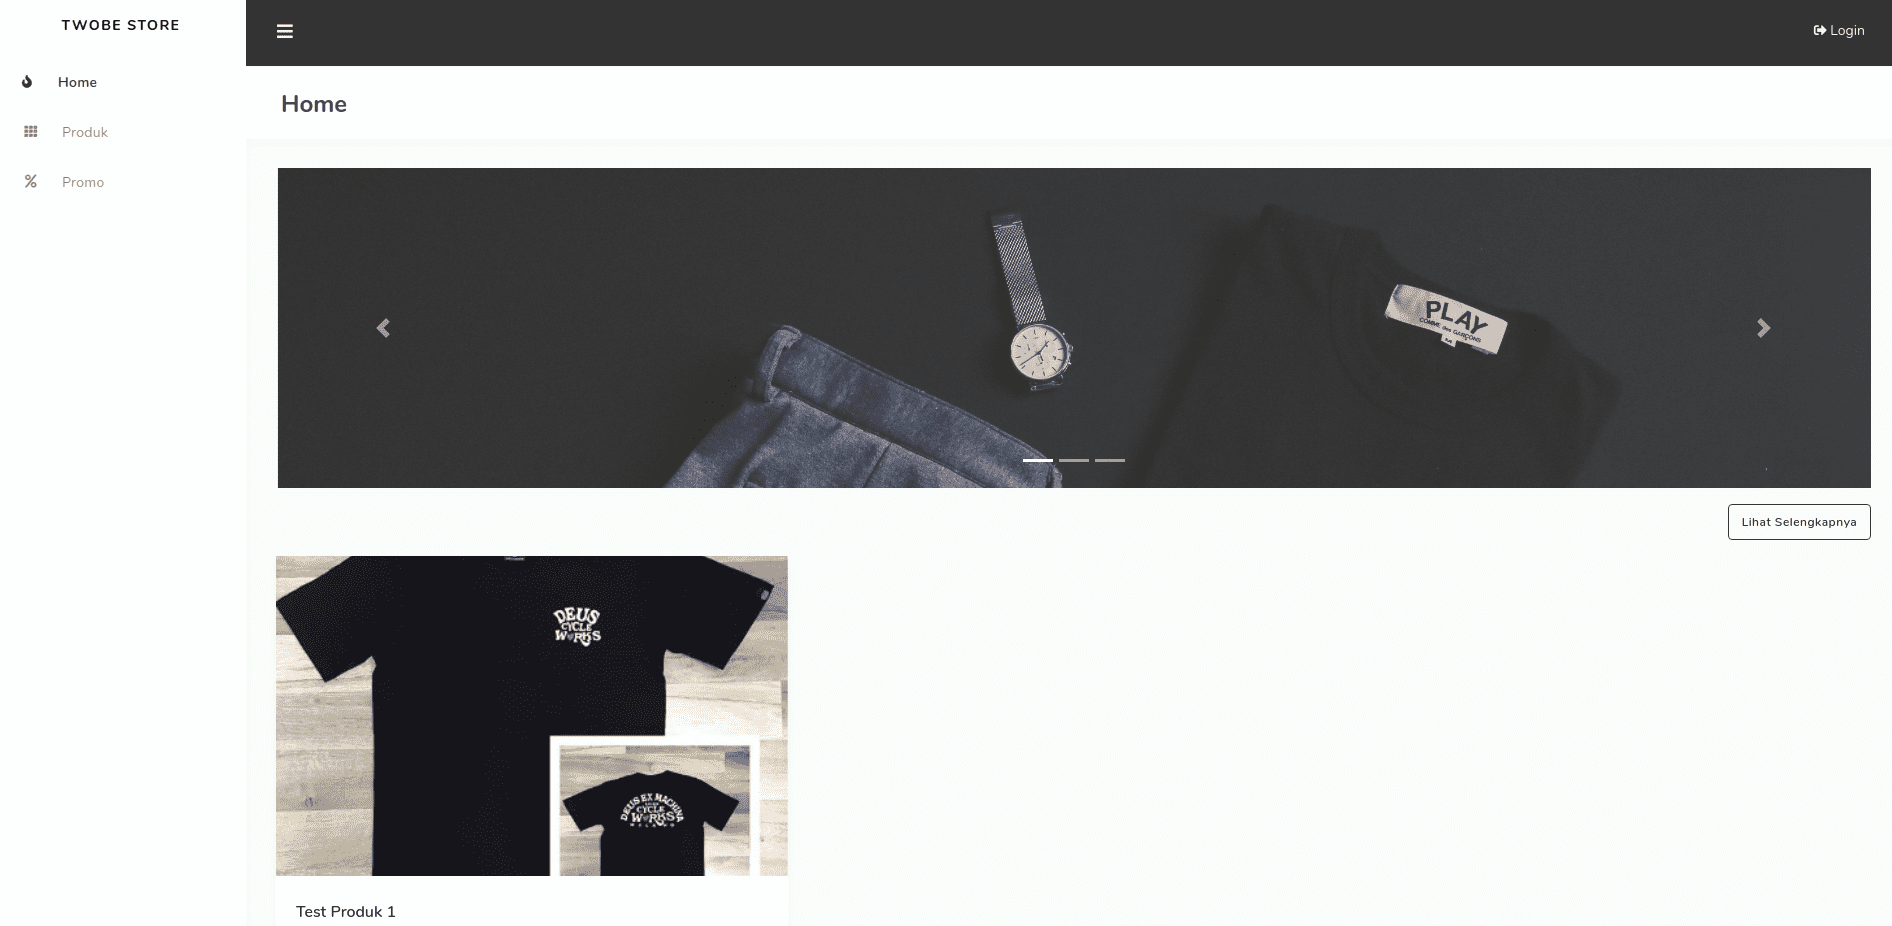 TWOBE STORE
Login
Home
Produk
Promo
Home
PLAY
COMME des GARÇONS
M
Lihat Selengkapnya
DEUS
CYCLE
WORKS
DEUS EX MACHINA
CYCLE
WORKS
Test Produk 1